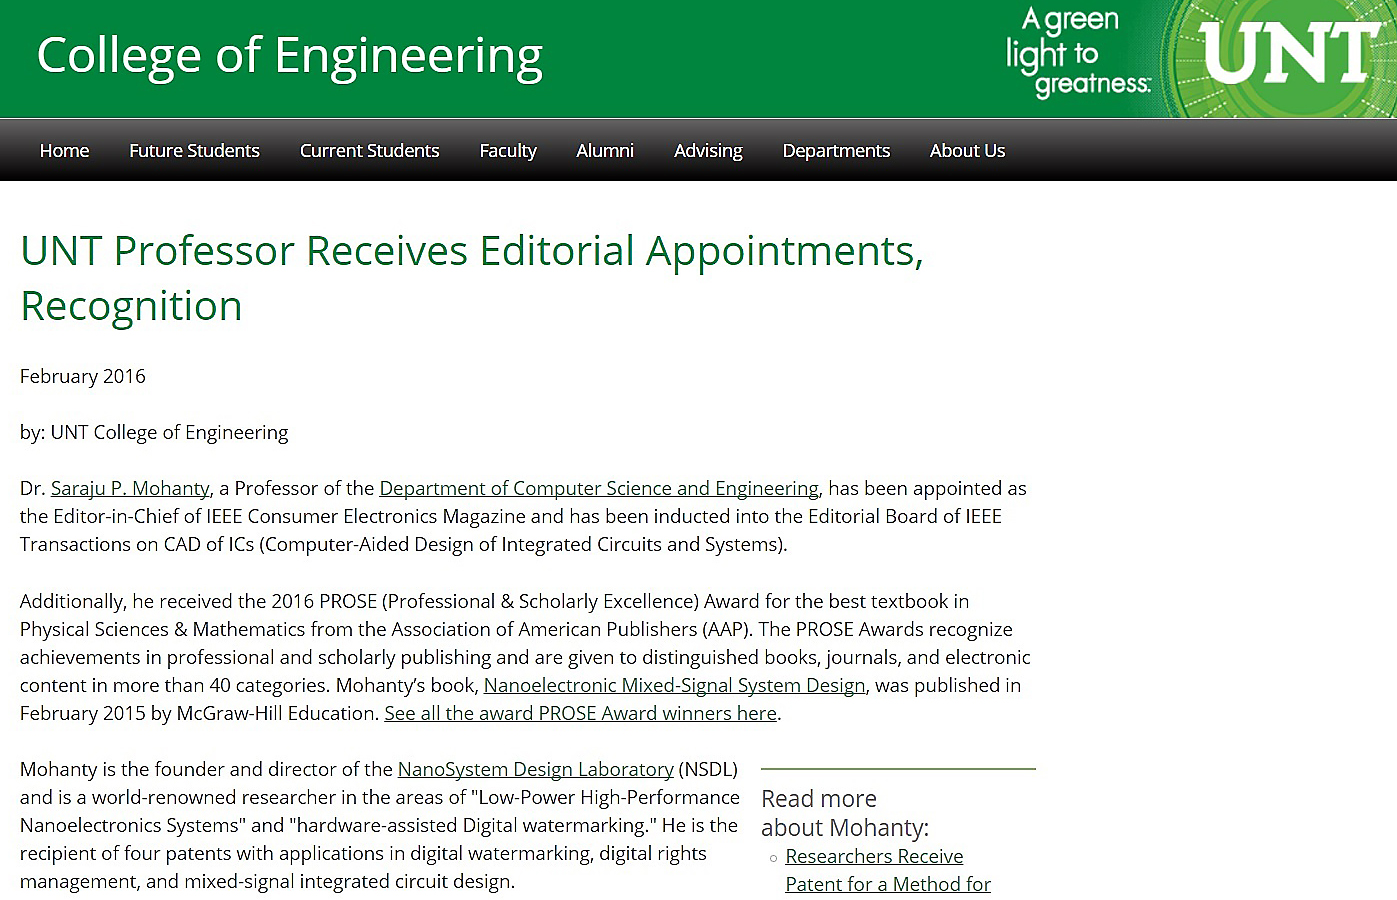 College of Engineering
A green
light to
greatness.
UNT
Home Future Students Current Students Faculty Alumni Advising Departments About Us
UNT Professor Receives Editorial Appointments,
Recognition
February 2016
by: UNT College of Engineering
Dr. Saraju P. Mohanty, a Professor of the Department of Computer Science and Engineering, has been appointed as
the Editor-in-Chief of IEEE Consumer Electronics Magazine and has been inducted into the Editorial Board of IEEE
Transactions on CAD of ICs (Computer-Aided Design of Integrated Circuits and Systems).
Additionally, he received the 2016 PROSE (Professional & Scholarly Excellence) Award for the best textbook in
Physical Sciences & Mathematics from the Association of American Publishers (AAP). The PROSE Awards recognize
achievements in professional and scholarly publishing and are given to distinguished books, journals, and electronic
content in more than 40 categories. Mohanty’s book, Nanoelectronic Mixed-Signal System Design, was published in
February 2015 by McGraw-Hill Education. See all the award PROSE Award winners here.
Mohanty is the founder and director of the NanoSystem Design Laboratory (NSDL)
and is a world-renowned researcher in the areas of "Low-Power High-Performance
Nanoelectronics Systems" and "hardware-assisted Digital watermarking." He is the
recipient of four patents with applications in digital watermarking, digital rights
management, and mixed-signal integrated circuit design.
Read more
about Mohanty:
Researchers Receive
Patent for a Method for